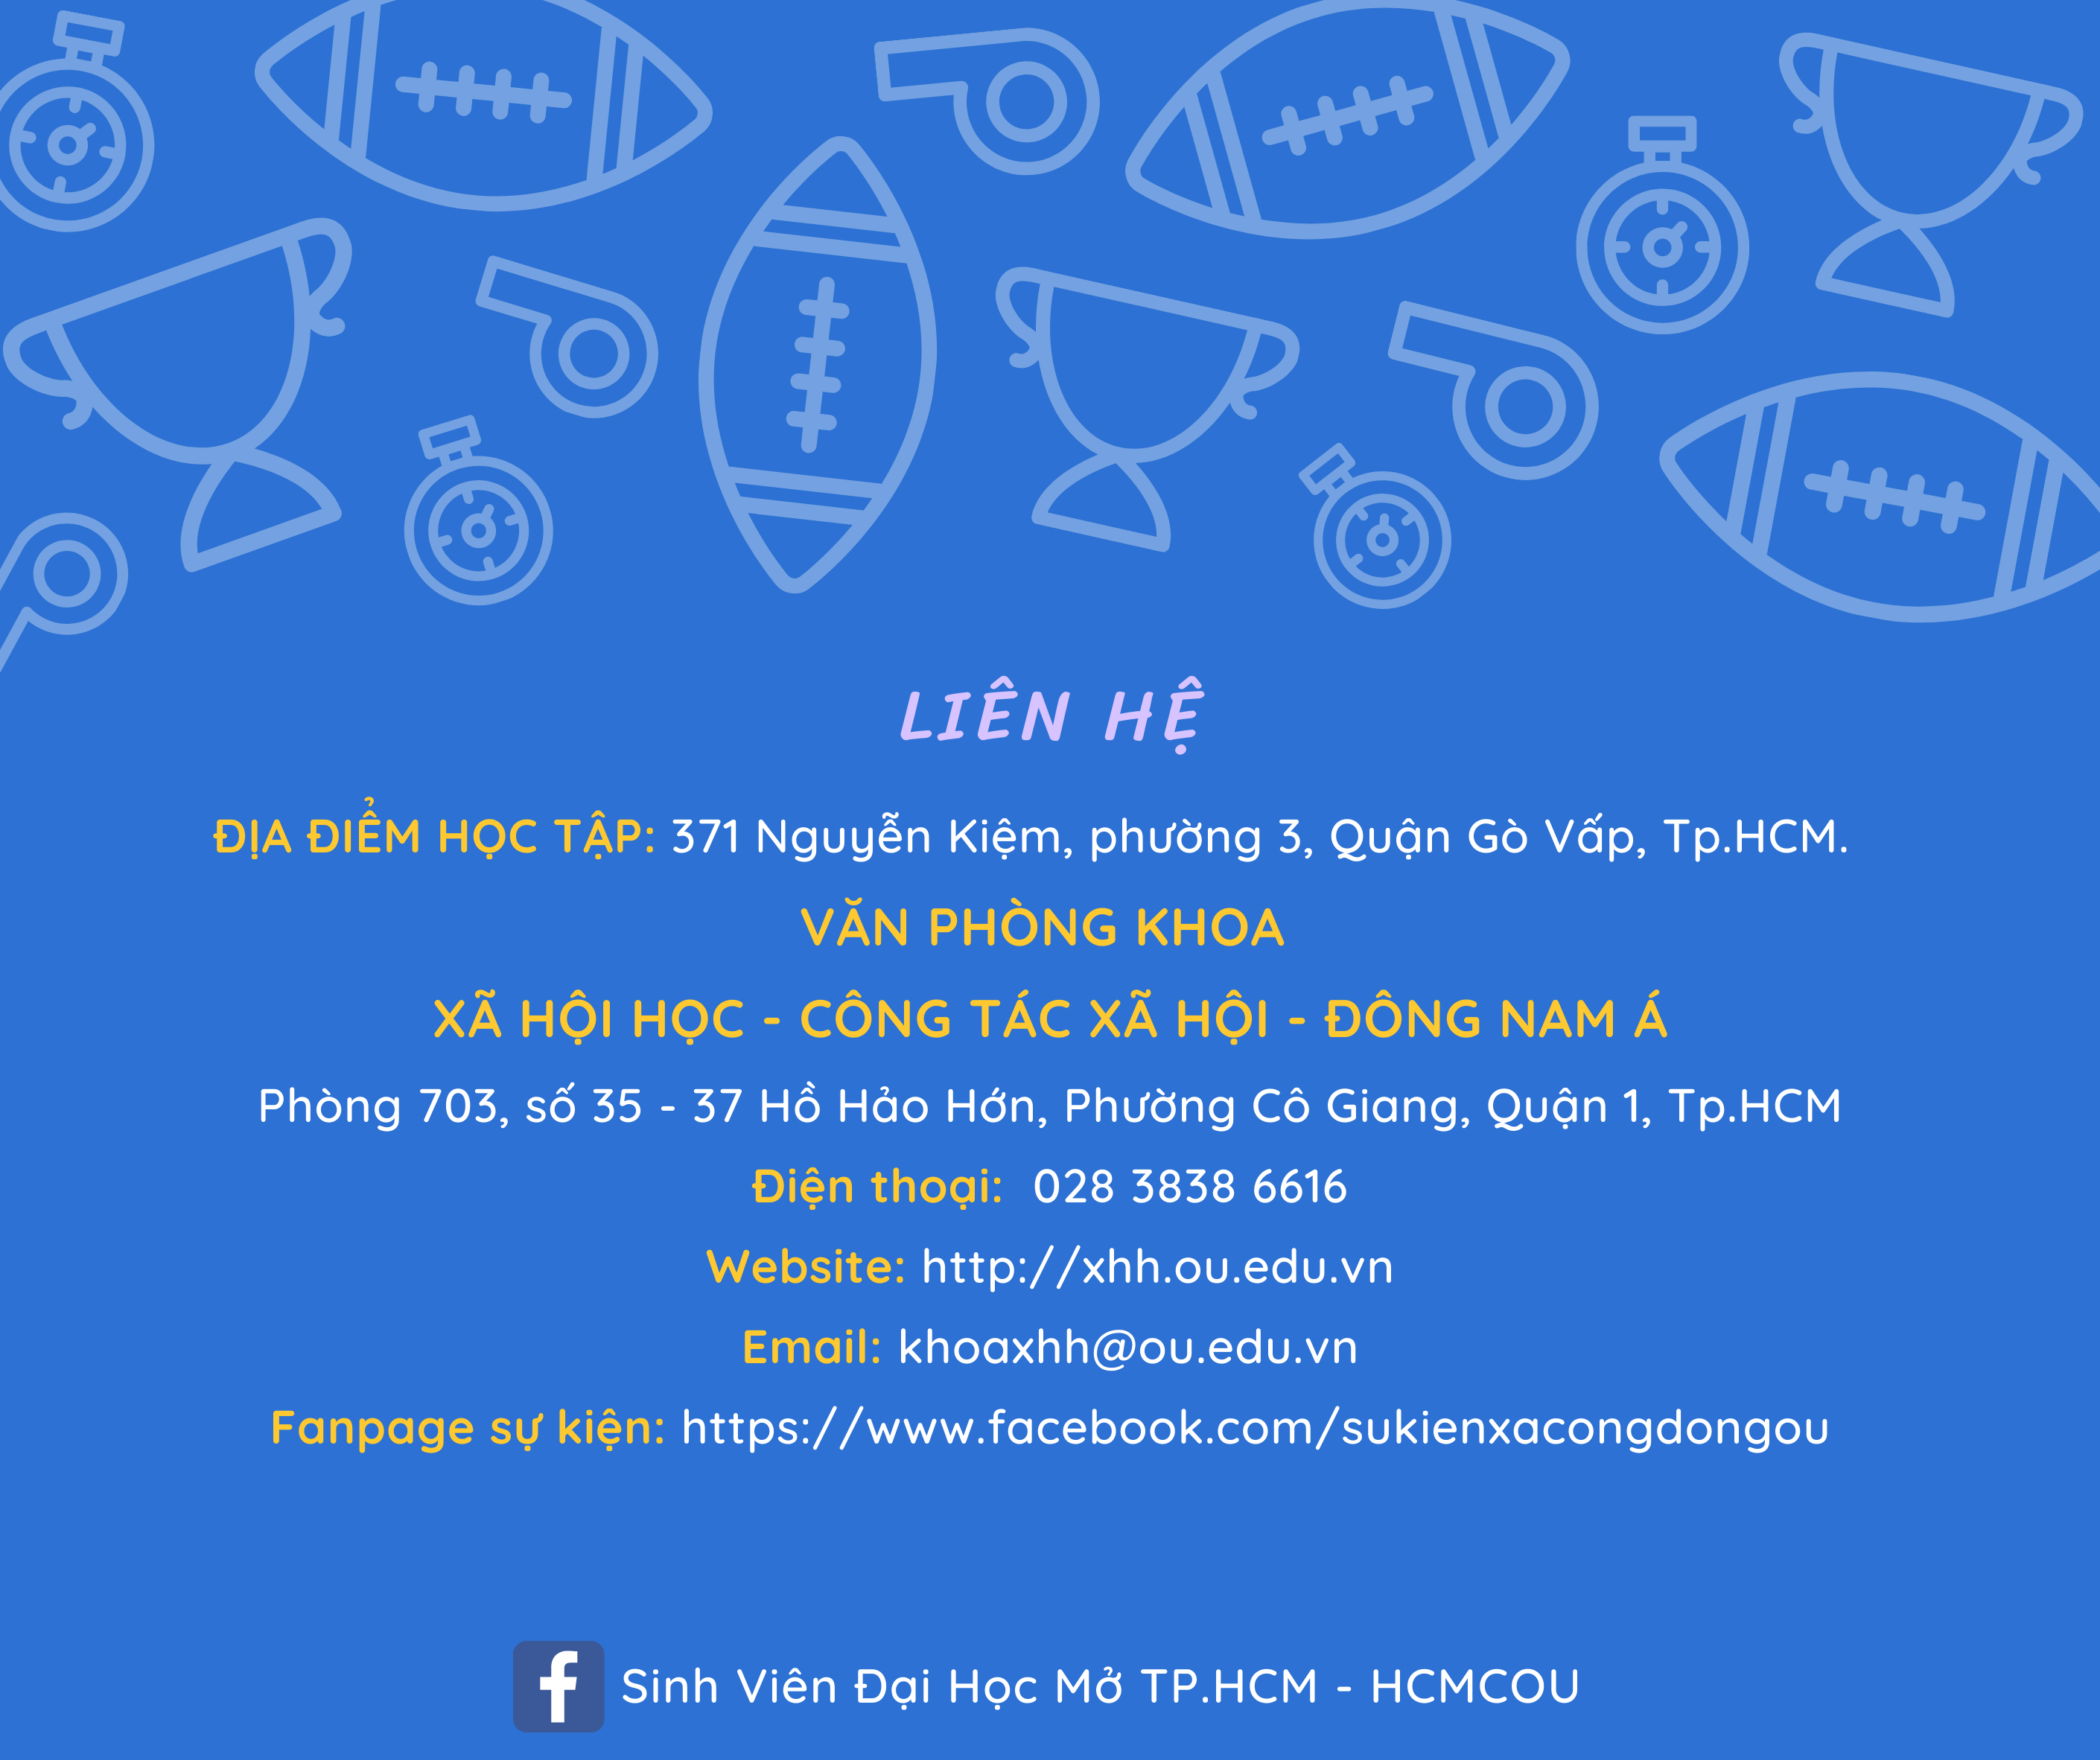 LIÊN HỆ
ĐỊA ĐIỂM HỌC TẬP: 371 Nguyễn Kiệm, phường 3, Quận Gò Vấp, Tp.HCM.
VĂN PHÒNG KHOA
XÃ HỘI HỌC - CÔNG TÁC XÃ HỘI - ĐÔNG NAM Á
Phòng 703, số 35 - 37 Hồ Hảo Hớn, Phường Cô Giang, Quận 1, Tp.HCM
Điện thoại: 028 3838 6616
Website: http://xhh.ou.edu.vn
Email: khoaxhh@ou.edu.vn
Fanpage sự kiện: https://www.facebook.com/sukienxacongdongou
f Sinh Viên Đại Học Mở TP.HCM - HCMCOU